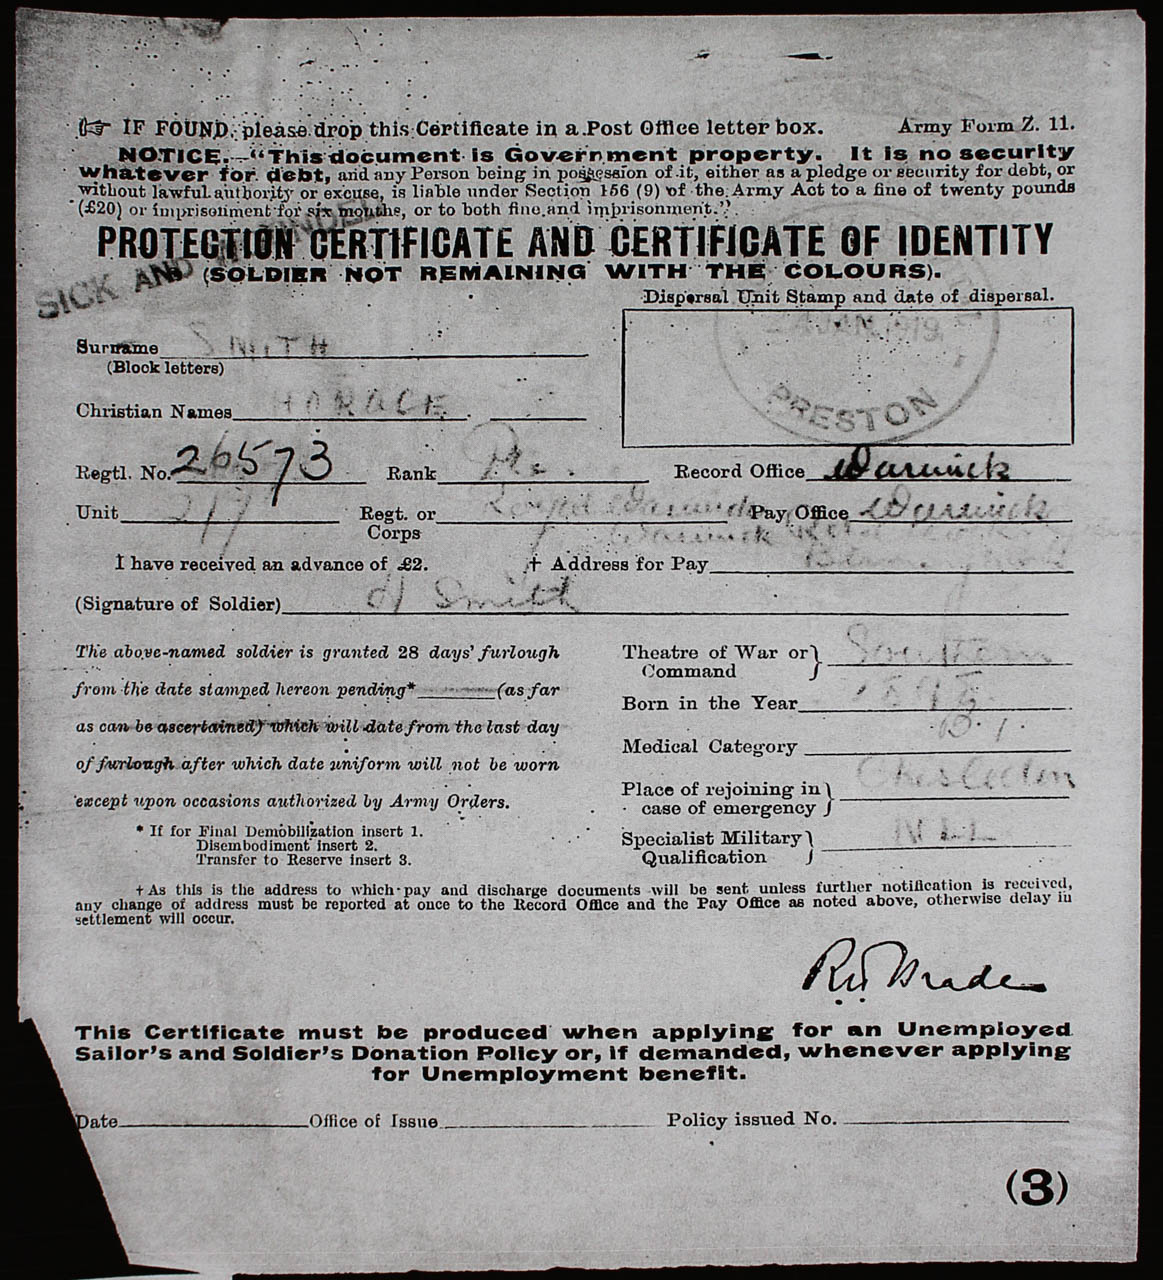 ☞ IF FOUND, please drop this Certificate in a Post Office letter box. Army Form Z. 11.
NOTICE.—"This document is Government property. It is no security
whatever for debt, and any Person being in possession of it, either as a pledge or security for debt, or
without lawful authority or excuse, is liable under Section 156 (9) of the Army Act to a fine of twenty pounds
(£20) or imprisonment for six months, or to both fine and imprisonment."
PROTECTION CERTIFICATE AND CERTIFICATE OF IDENTITY
(SOLDIER NOT REMAINING WITH THE COLOURS).
SICK AND
Dispersal Unit Stamp and date of dispersal.
JAN 1919
PRESTON
Surname SMITH
(Block letters)
Christian Names HORACE
Regtl. No. 26573 Rank Pte. Record Office Warwick
Unit 2/7 Regt. or Corps Royal Warwick Pay Office Warwick
I have received an advance of £2. † Address for Pay Warwick
(Signature of Soldier) H Smith
The above-named soldier is granted 28 days' furlough
from the date stamped hereon pending* (as far
as can be ascertained) which will date from the last day
of furlough after which date uniform will not be worn
except upon occasions authorized by Army Orders.
* If for Final Demobilization insert 1.
Disembodiment insert 2.
Transfer to Reserve insert 3.
Theatre of War or Command } Southern
Born in the Year
Medical Category B.1.
Place of rejoining in case of emergency } Chiseldon
Specialist Military Qualification } NIL
† As this is the address to which pay and discharge documents will be sent unless further notification is received,
any change of address must be reported at once to the Record Office and the Pay Office as noted above, otherwise delay in
settlement will occur.
This Certificate must be produced when applying for an Unemployed
Sailor's and Soldier's Donation Policy or, if demanded, whenever applying
for Unemployment benefit.
Date Office of Issue Policy issued No.
(3)